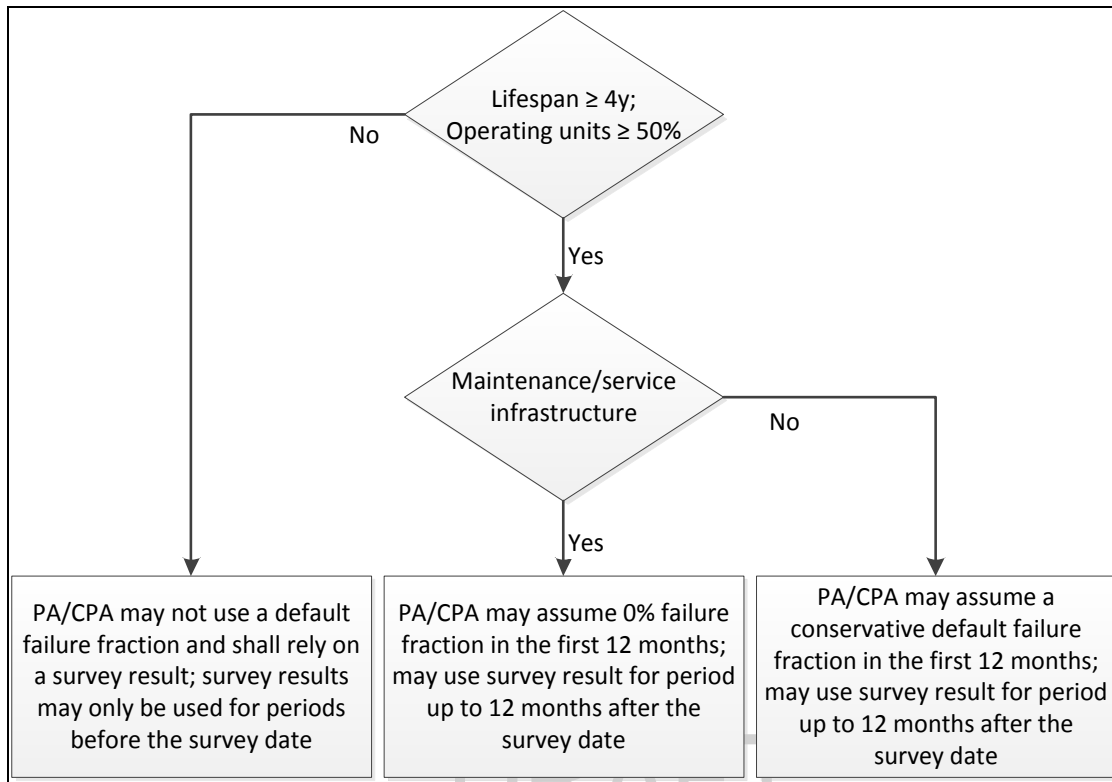 Lifespan ≥ 4y;
Operating units ≥ 50%
No
Yes
Maintenance/service
infrastructure
No
Yes
PA/CPA may not use a default
failure fraction and shall rely on
a survey result; survey results
may only be used for periods
before the survey date
PA/CPA may assume 0% failure
fraction in the first 12 months;
may use survey result for period
up to 12 months after the
survey date
PA/CPA may assume a
conservative default failure
fraction in the first 12 months;
may use survey result for period
up to 12 months after the
survey date